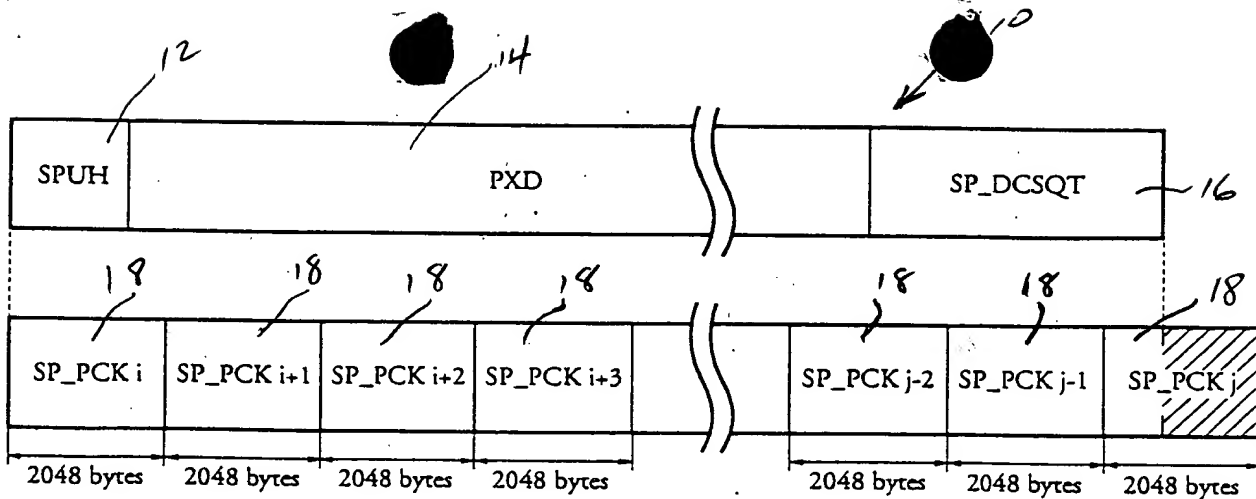 10
12
14
SPUH
PXD
SP_DCSQT
16
18 18 18 18 18 18 18
SP_PCK i SP_PCK i+1 SP_PCK i+2 SP_PCK i+3 SP_PCK j-2 SP_PCK j-1 SP_PCK j
2048 bytes 2048 bytes 2048 bytes 2048 bytes 2048 bytes 2048 bytes 2048 bytes